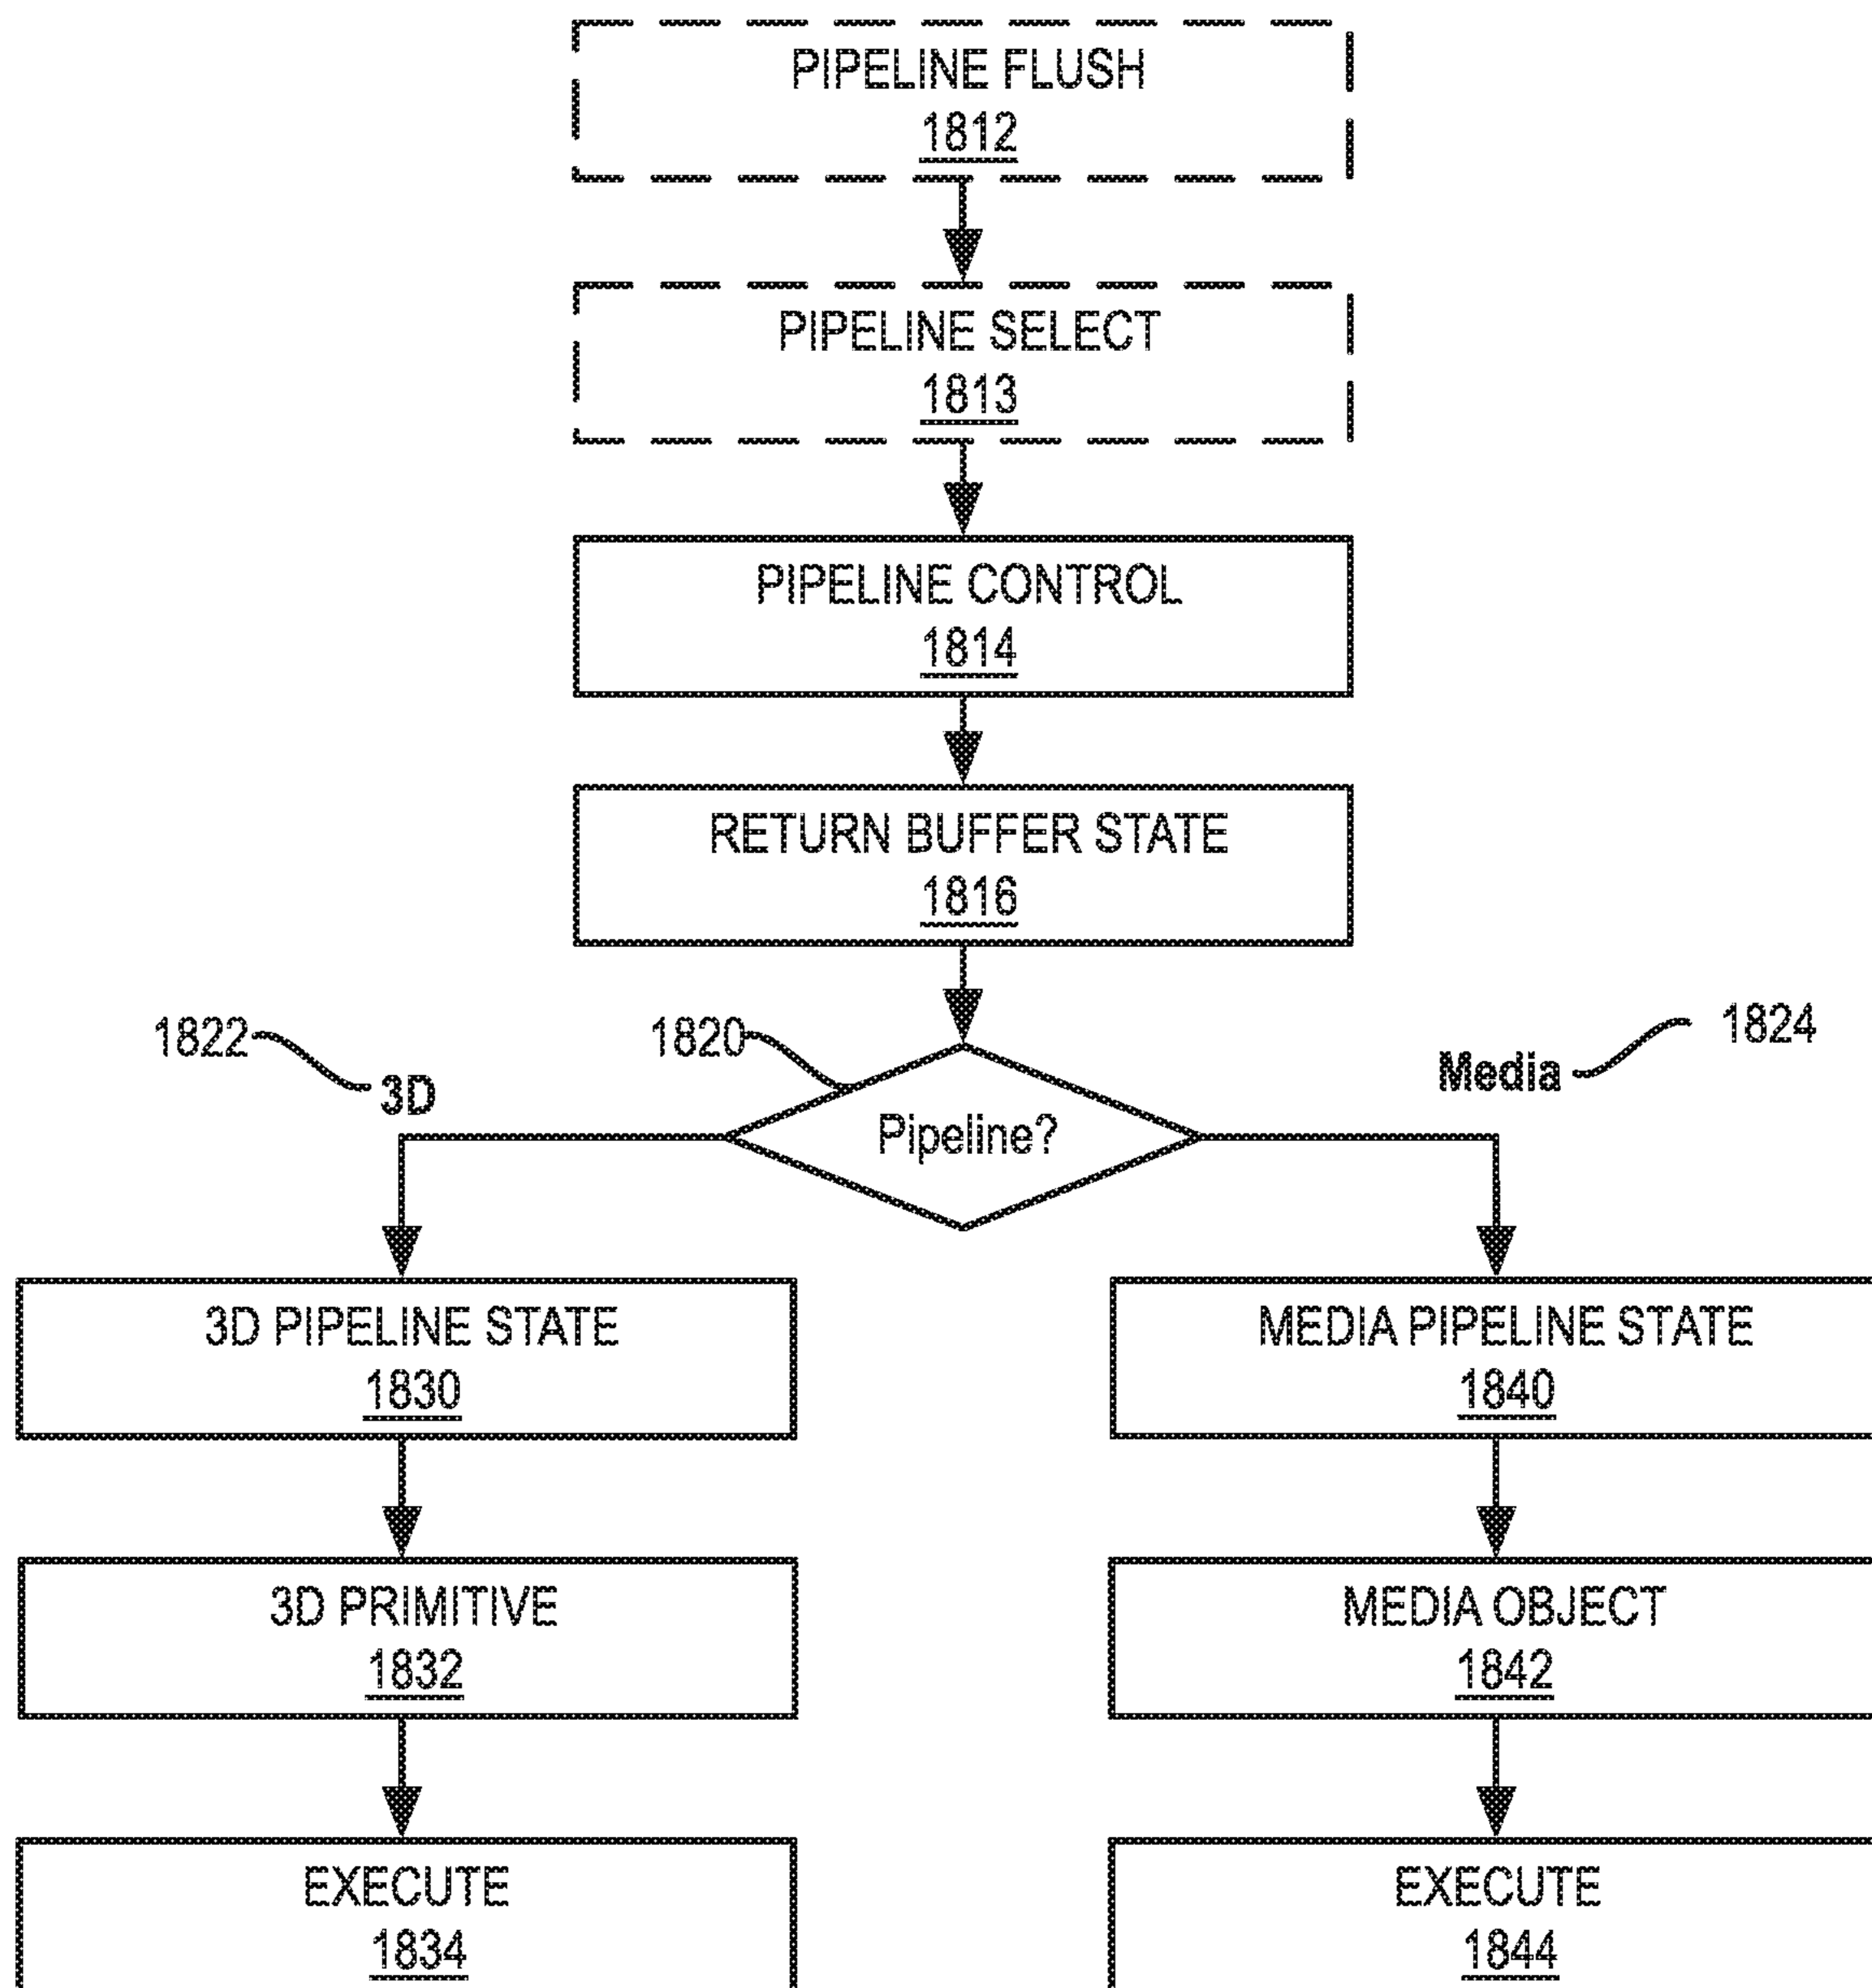 PIPELINE FLUSH
1812
PIPELINE SELECT
1813
PIPELINE CONTROL
1814
RETURN BUFFER STATE
1816
1822
3D
1820
Pipeline?
Media
1824
3D PIPELINE STATE
1830
MEDIA PIPELINE STATE
1840
3D PRIMITIVE
1832
MEDIA OBJECT
1842
EXECUTE
1834
EXECUTE
1844